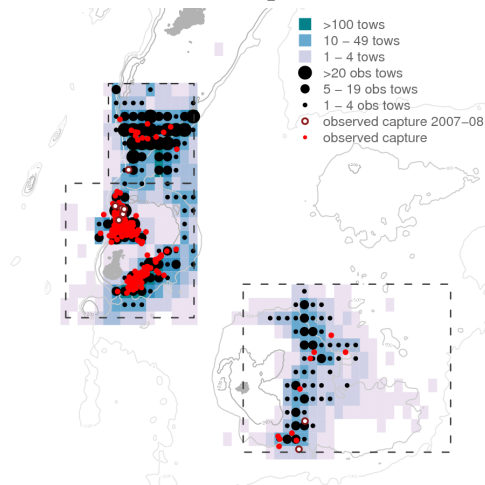 >100 tows
10 − 49 tows
1 − 4 tows
>20 obs tows
5 − 19 obs tows
1 − 4 obs tows
observed capture 2007−08
observed capture